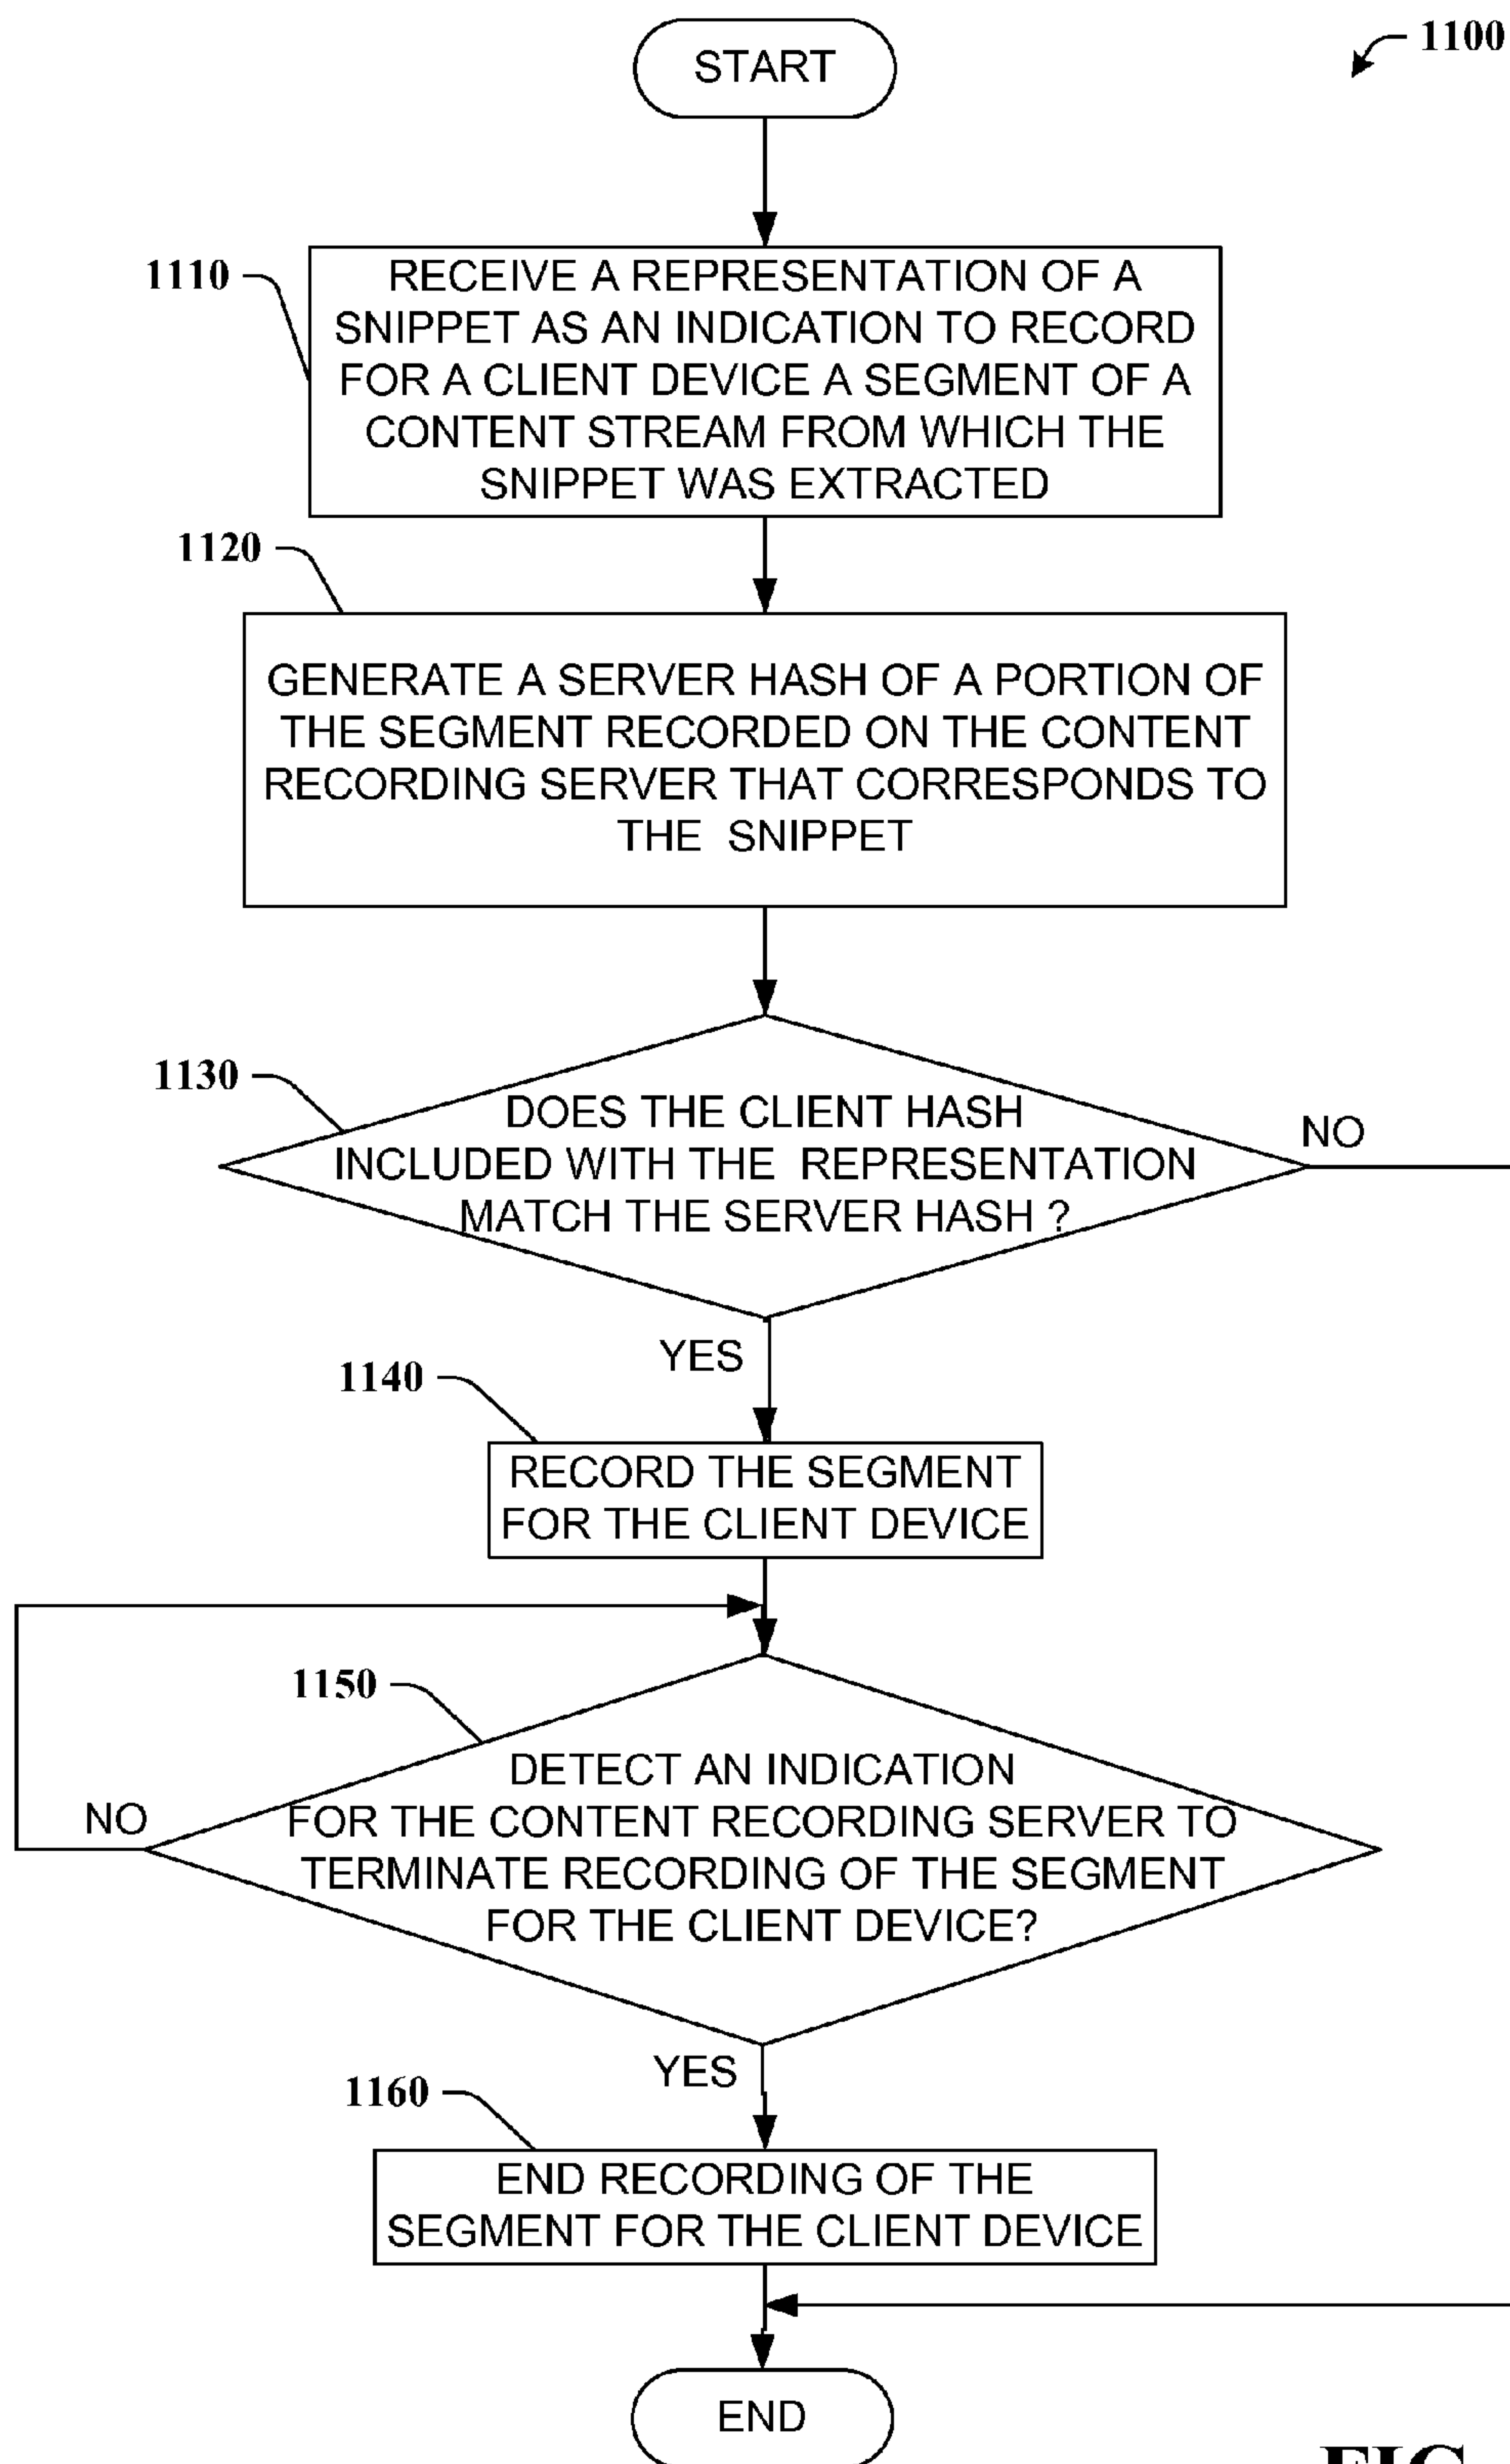 START
1100
1110
RECEIVE A REPRESENTATION OF A
SNIPPET AS AN INDICATION TO RECORD
FOR A CLIENT DEVICE A SEGMENT OF A
CONTENT STREAM FROM WHICH THE
SNIPPET WAS EXTRACTED
1120
GENERATE A SERVER HASH OF A PORTION OF
THE SEGMENT RECORDED ON THE CONTENT
RECORDING SERVER THAT CORRESPONDS TO
THE SNIPPET
1130
DOES THE CLIENT HASH
INCLUDED WITH THE REPRESENTATION
MATCH THE SERVER HASH ?
NO
YES
1140
RECORD THE SEGMENT
FOR THE CLIENT DEVICE
1150
DETECT AN INDICATION
FOR THE CONTENT RECORDING SERVER TO
TERMINATE RECORDING OF THE SEGMENT
FOR THE CLIENT DEVICE?
NO
YES
1160
END RECORDING OF THE
SEGMENT FOR THE CLIENT DEVICE
END